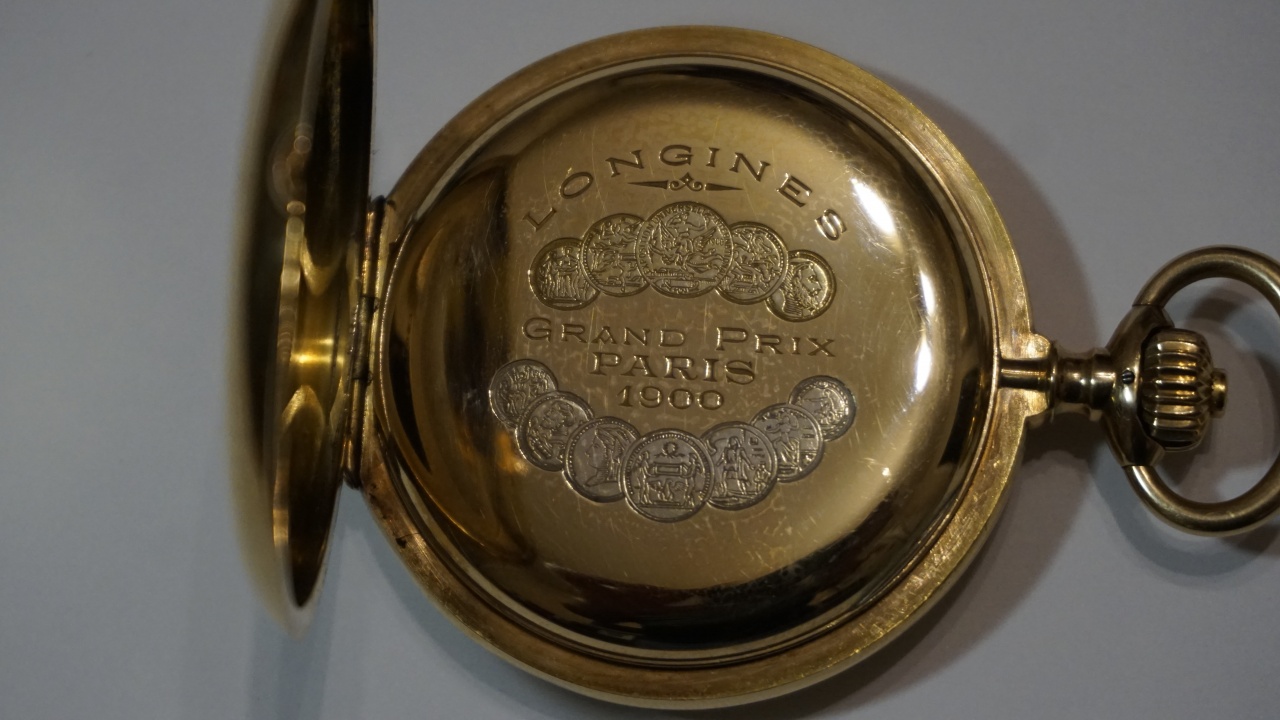 LONGINES
GRAND PRIX
PARIS
1900